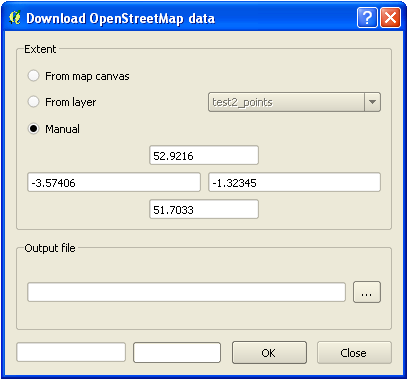 Download OpenStreetMap data
Extent
From map canvas
From layer
test2_points
Manual
52.9216
-3.57406
-1.32345
51.7033
Output file
...
OK
Close